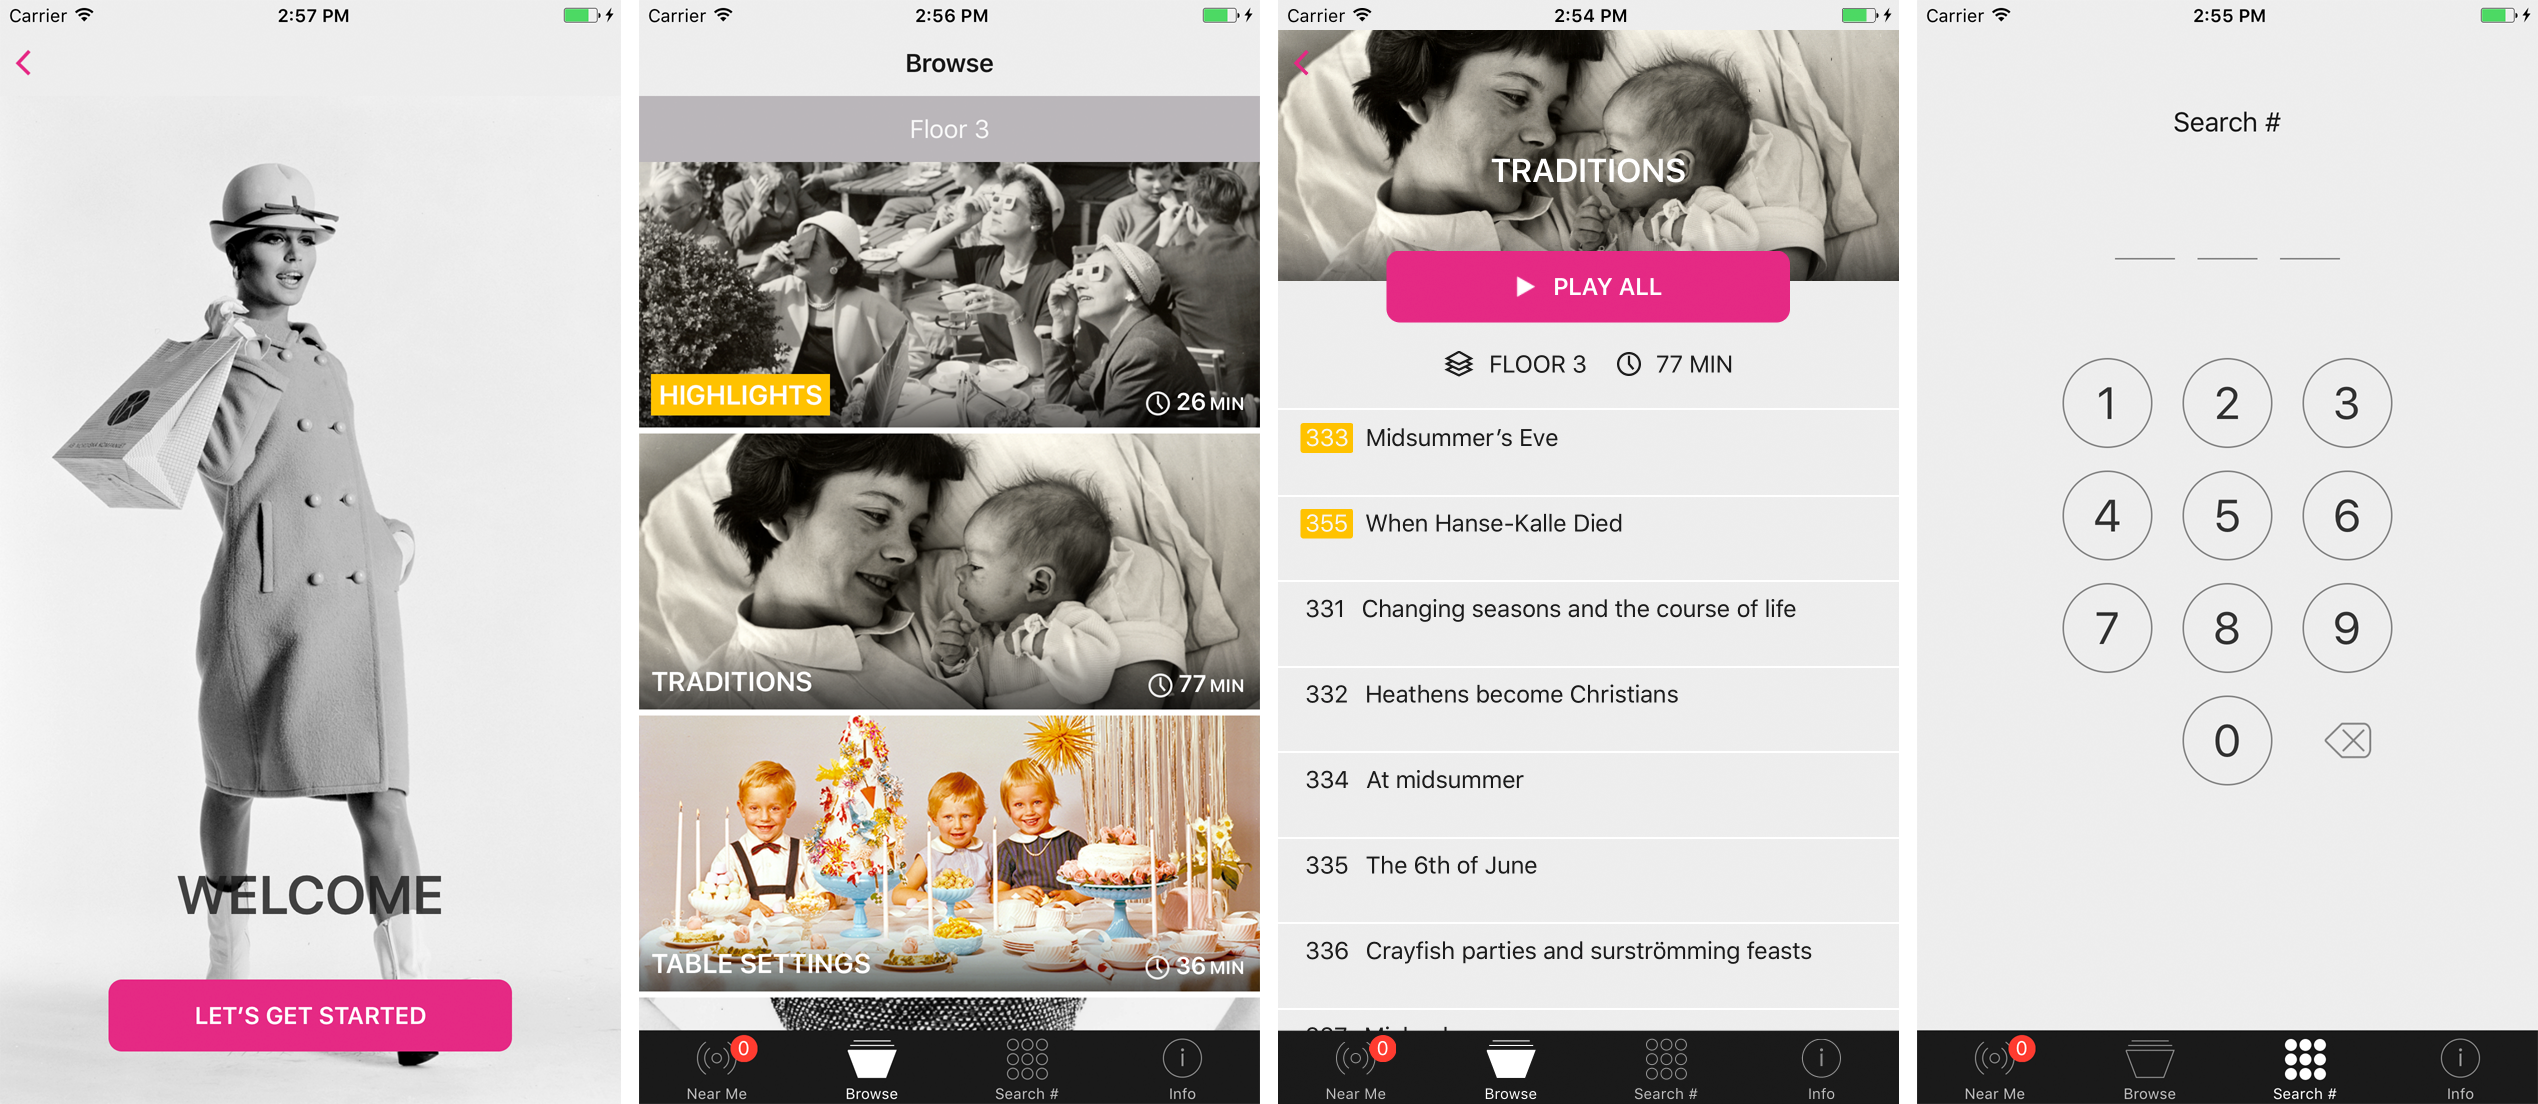 Carrier 2:57 PM
WELCOME
LET'S GET STARTED
Carrier 2:56 PM
Browse
Floor 3
HIGHLIGHTS 26 MIN
TRADITIONS 77 MIN
TABLE SETTINGS 36 MIN
0
Near Me Browse Search # Info
Carrier 2:54 PM
TRADITIONS
PLAY ALL
FLOOR 3 77 MIN
333 Midsummer's Eve
355 When Hanse-Kalle Died
331 Changing seasons and the course of life
332 Heathens become Christians
334 At midsummer
335 The 6th of June
336 Crayfish parties and surströmming feasts
0
Near Me Browse Search # Info
Carrier 2:55 PM
Search #
1 2 3
4 5 6
7 8 9
0
0
Near Me Browse Search # Info